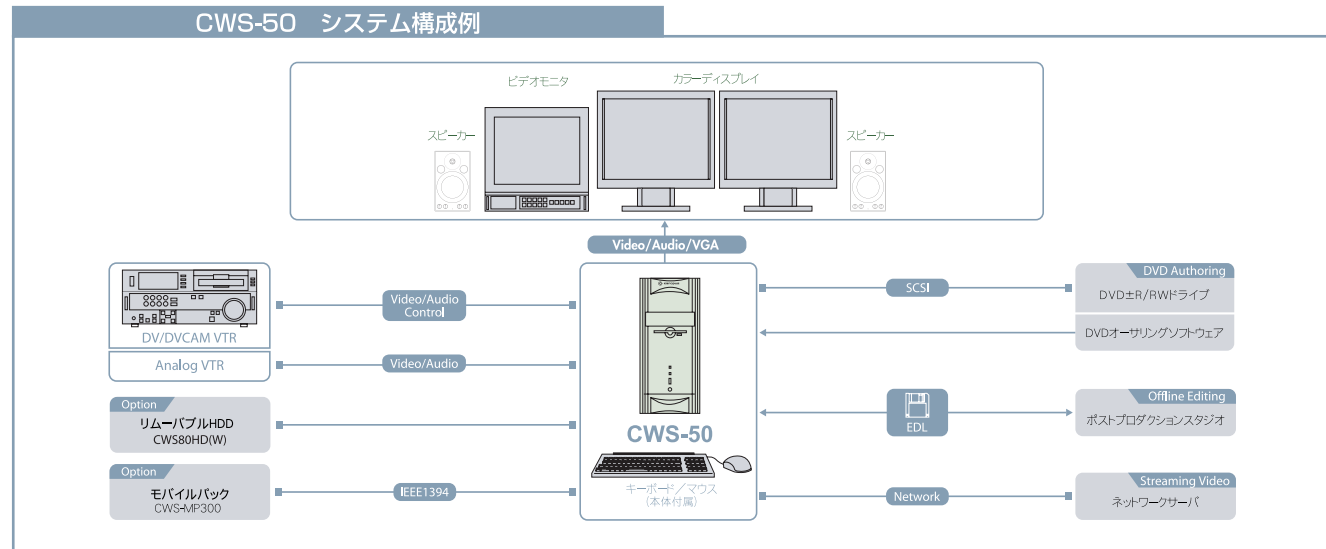 CWS-50　システム構成例
ビデオモニタ
カラーディスプレイ
スピーカー
スピーカー
Video/Audio/VGA
DV/DVCAM VTR
Analog VTR
Video/Audio
Control
Video/Audio
Option
リムーバブルHDD
CWS80HD(W)
Option
モバイルパック
CWS-MP300
IEEE1394
CWS-50
キーボード／マウス
(本体付属)
SCSI
DVD Authoring
DVD±R/RWドライブ
DVDオーサリングソフトウェア
EDL
Offline Editing
ポストプロダクションスタジオ
Network
Streaming Video
ネットワークサーバ